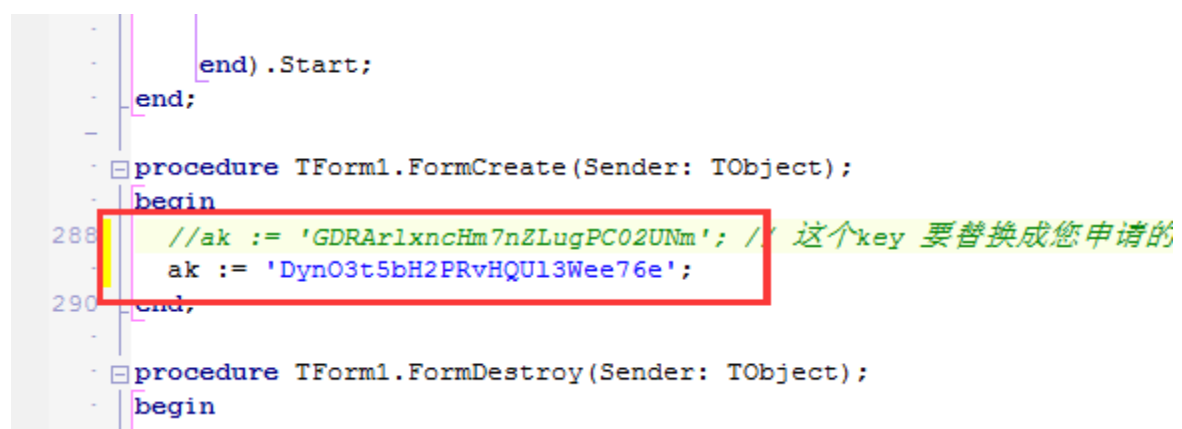 end).Start;
end;
procedure TForm1.FormCreate(Sender: TObject);
begin
288 //ak := 'GDRArlxncHm7nZLugPC02UNm'; // 这个key 要替换成您申请的
ak := 'DynO3t5bH2PRvHQUl3Wee76e';
290 end;
procedure TForm1.FormDestroy(Sender: TObject);
begin